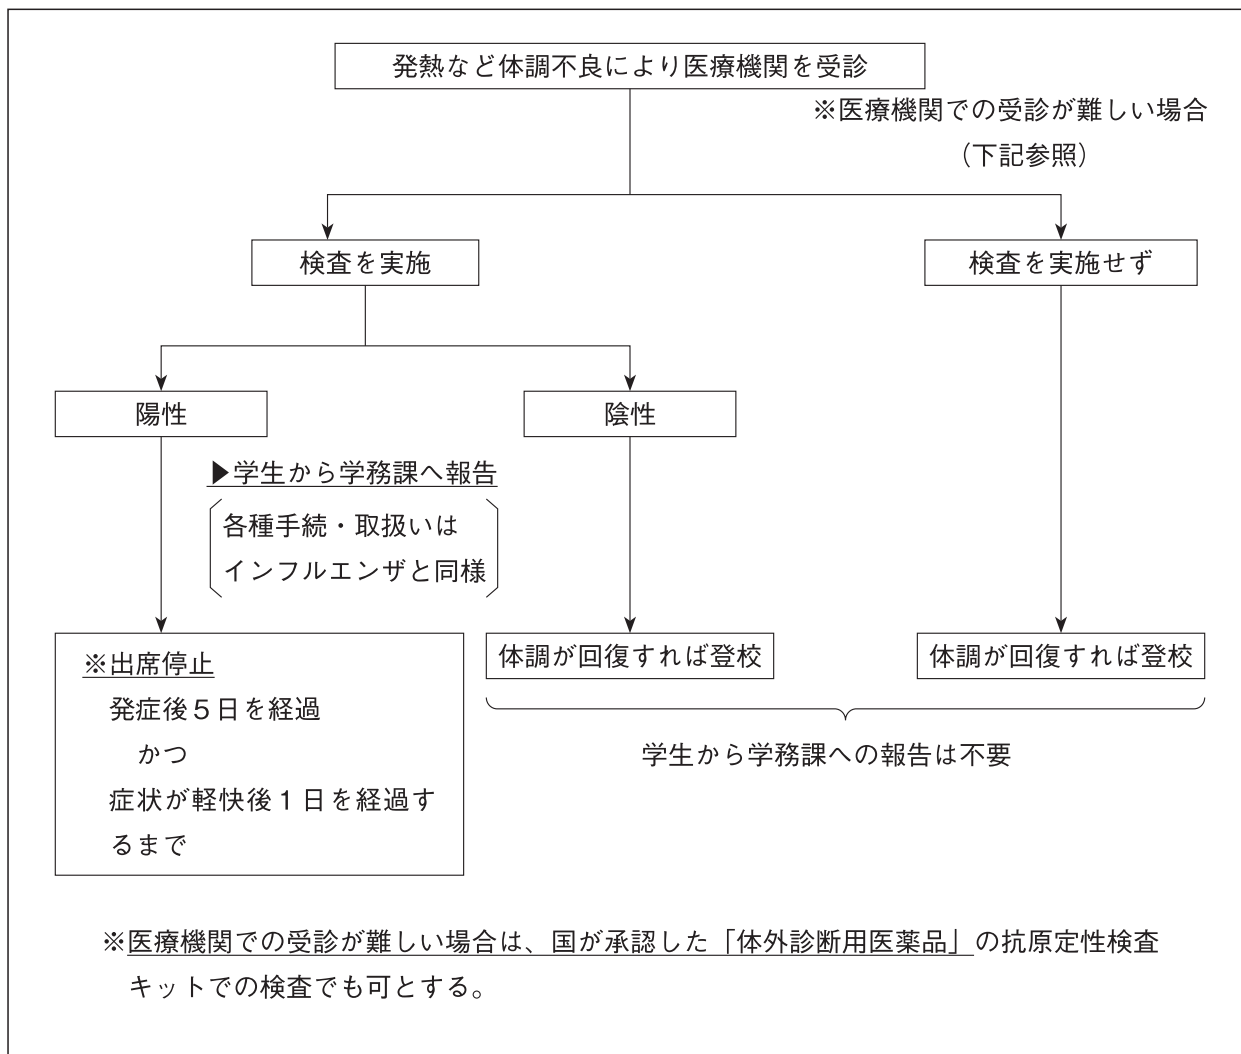 発熱など体調不良により医療機関を受診
※医療機関での受診が難しい場合
（下記参照）
検査を実施
検査を実施せず
陽性
陰性
▶学生から学務課へ報告
各種手続・取扱いは
インフルエンザと同様
※出席停止
発症後５日を経過
かつ
症状が軽快後１日を経過す
るまで
体調が回復すれば登校
体調が回復すれば登校
学生から学務課への報告は不要
※医療機関での受診が難しい場合は、国が承認した「体外診断用医薬品」の抗原定性検査
キットでの検査でも可とする。